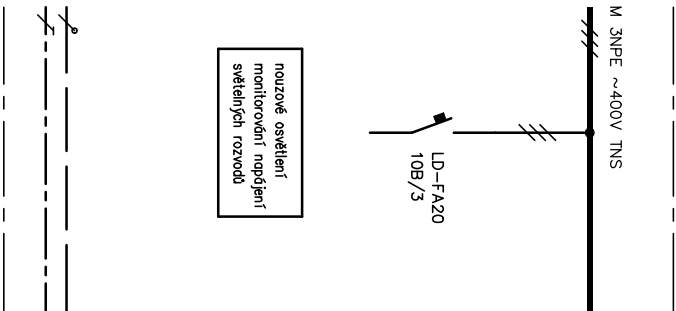 M 3NPE ~400V TNS
LD-FA20
10B/3
nouzové osvětlení
monitorování napájení
světelných rozvodů